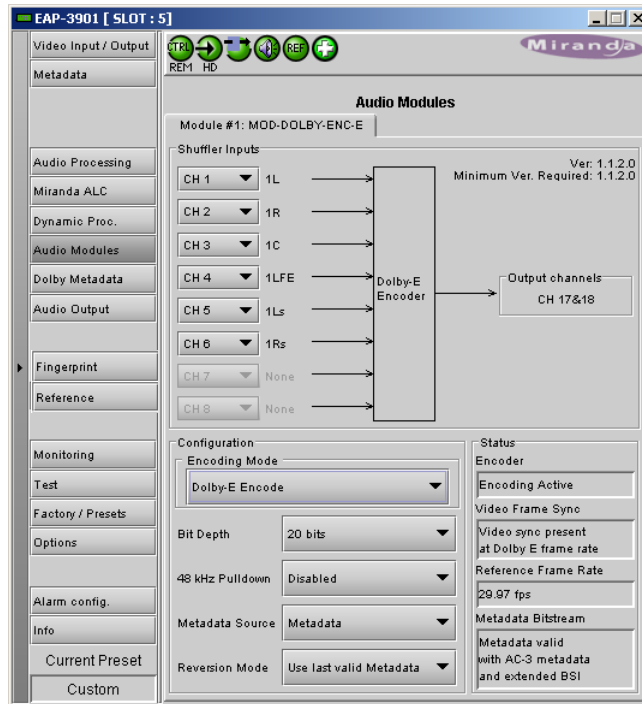 EAP-3901 [ SLOT : 5]
Video Input / Output
Metadata
Audio Processing
Miranda ALC
Dynamic Proc.
Audio Modules
Dolby Metadata
Audio Output
Fingerprint
Reference
Monitoring
Test
Factory / Presets
Options
Alarm config.
Info
Current Preset
Custom
CTRL
REF
REM
HD
Miranda
Audio Modules
Module #1: MOD-DOLBY-ENC-E
Shuffler Inputs
Ver: 1.1.2.0
Minimum Ver. Required: 1.1.2.0
CH 1 1L
CH 2 1R
CH 3 1C
CH 4 1LFE
CH 5 1Ls
CH 6 1Rs
CH 7 None
CH 8 None
Dolby-E
Encoder
Output channels
CH 17&18
Configuration
Encoding Mode
Dolby-E Encode
Bit Depth 20 bits
48 kHz Pulldown Disabled
Metadata Source Metadata
Reversion Mode Use last valid Metadata
Status
Encoder
Encoding Active
Video Frame Sync
Video sync present
at Dolby E frame rate
Reference Frame Rate
29.97 fps
Metadata Bitstream
Metadata valid
with AC-3 metadata
and extended BSI